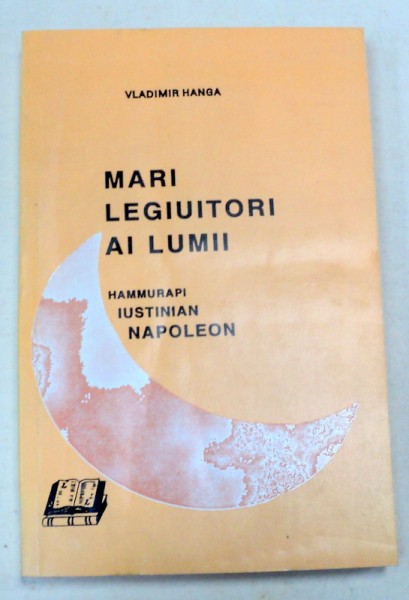 VLADIMIR HANGA
MARI
LEGIUITORI
AI LUMII
HAMMURAPI
IUSTINIAN
NAPOLEON